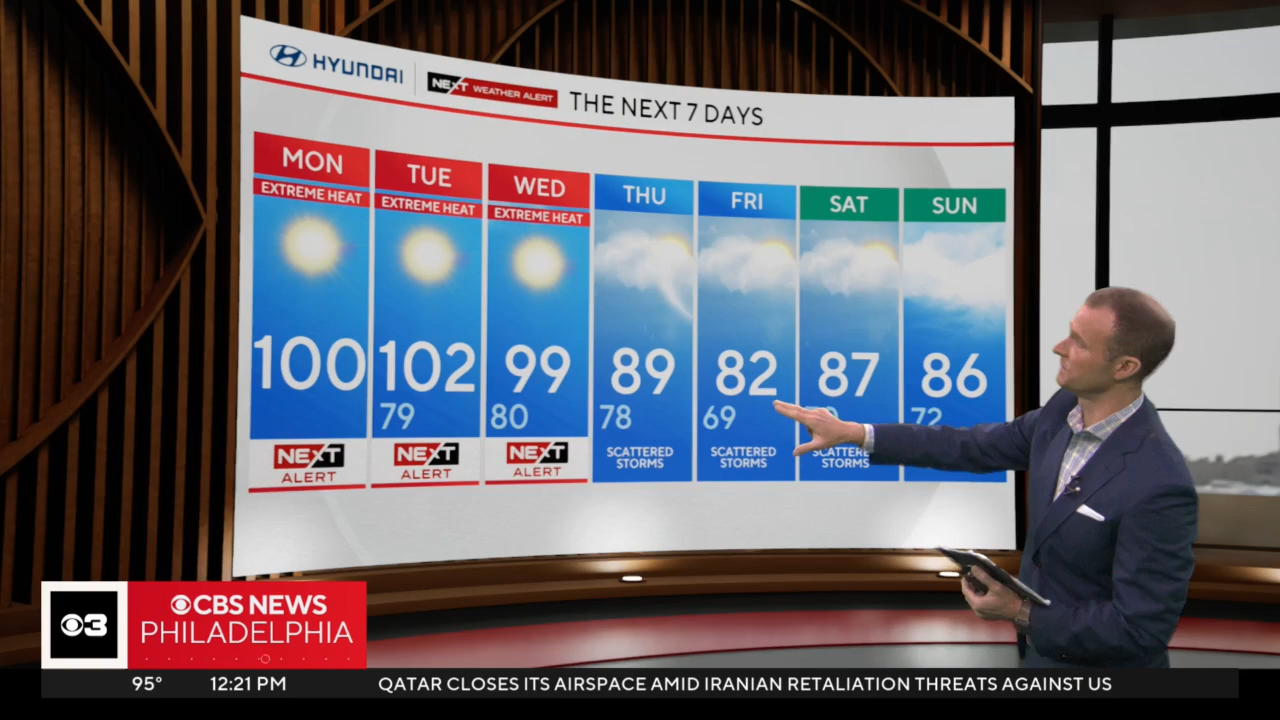 HYUNDAI
NEXT WEATHER ALERT
THE NEXT 7 DAYS
MON
EXTREME HEAT
100
NEXT
ALERT
TUE
EXTREME HEAT
102
79
NEXT
ALERT
WED
EXTREME HEAT
99
80
NEXT
ALERT
THU
89
78
SCATTERED
STORMS
FRI
82
69
SCATTERED
STORMS
SAT
87
SCATTERED
STORMS
SUN
86
72
3
CBS NEWS
PHILADELPHIA
95° 12:21 PM QATAR CLOSES ITS AIRSPACE AMID IRANIAN RETALIATION THREATS AGAINST US